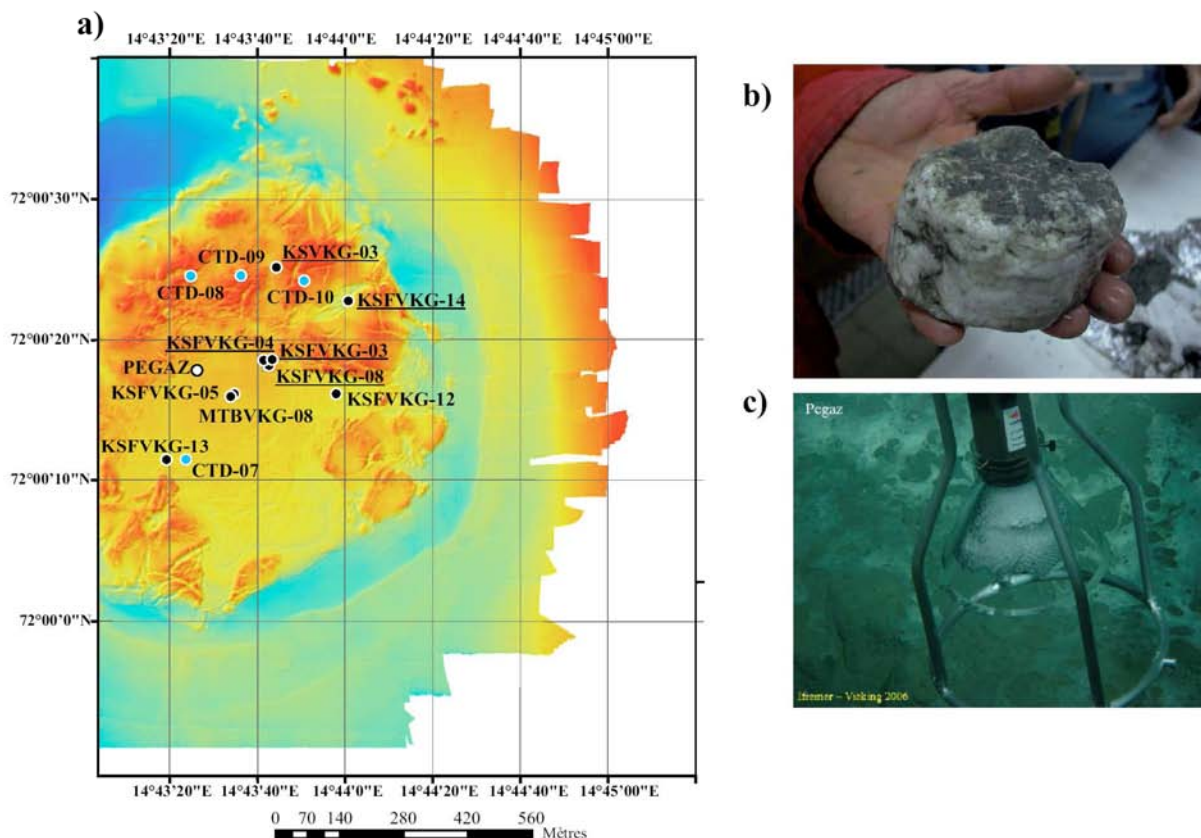 a)
14°43'20"E 14°43'40"E 14°44'0"E 14°44'20"E 14°44'40"E 14°45'00"E
72°00'30"N
72°00'20"N
72°00'10"N
72°00'0"N
CTD-09
KSVKG-03
CTD-08
CTD-10
KSFVKG-14
KSFVKG-04
KSFVKG-03
PEGAZ
KSFVKG-08
KSFVKG-05
KSFVKG-12
MTBVKG-08
KSFVKG-13
CTD-07
14°43'20"E 14°43'40"E 14°44'0"E 14°44'20"E 14°44'40"E 14°45'00"E
0 70 140 280 420 560
Mètres
b)
c)
Pegaz
Ifremer – Vicking 2006